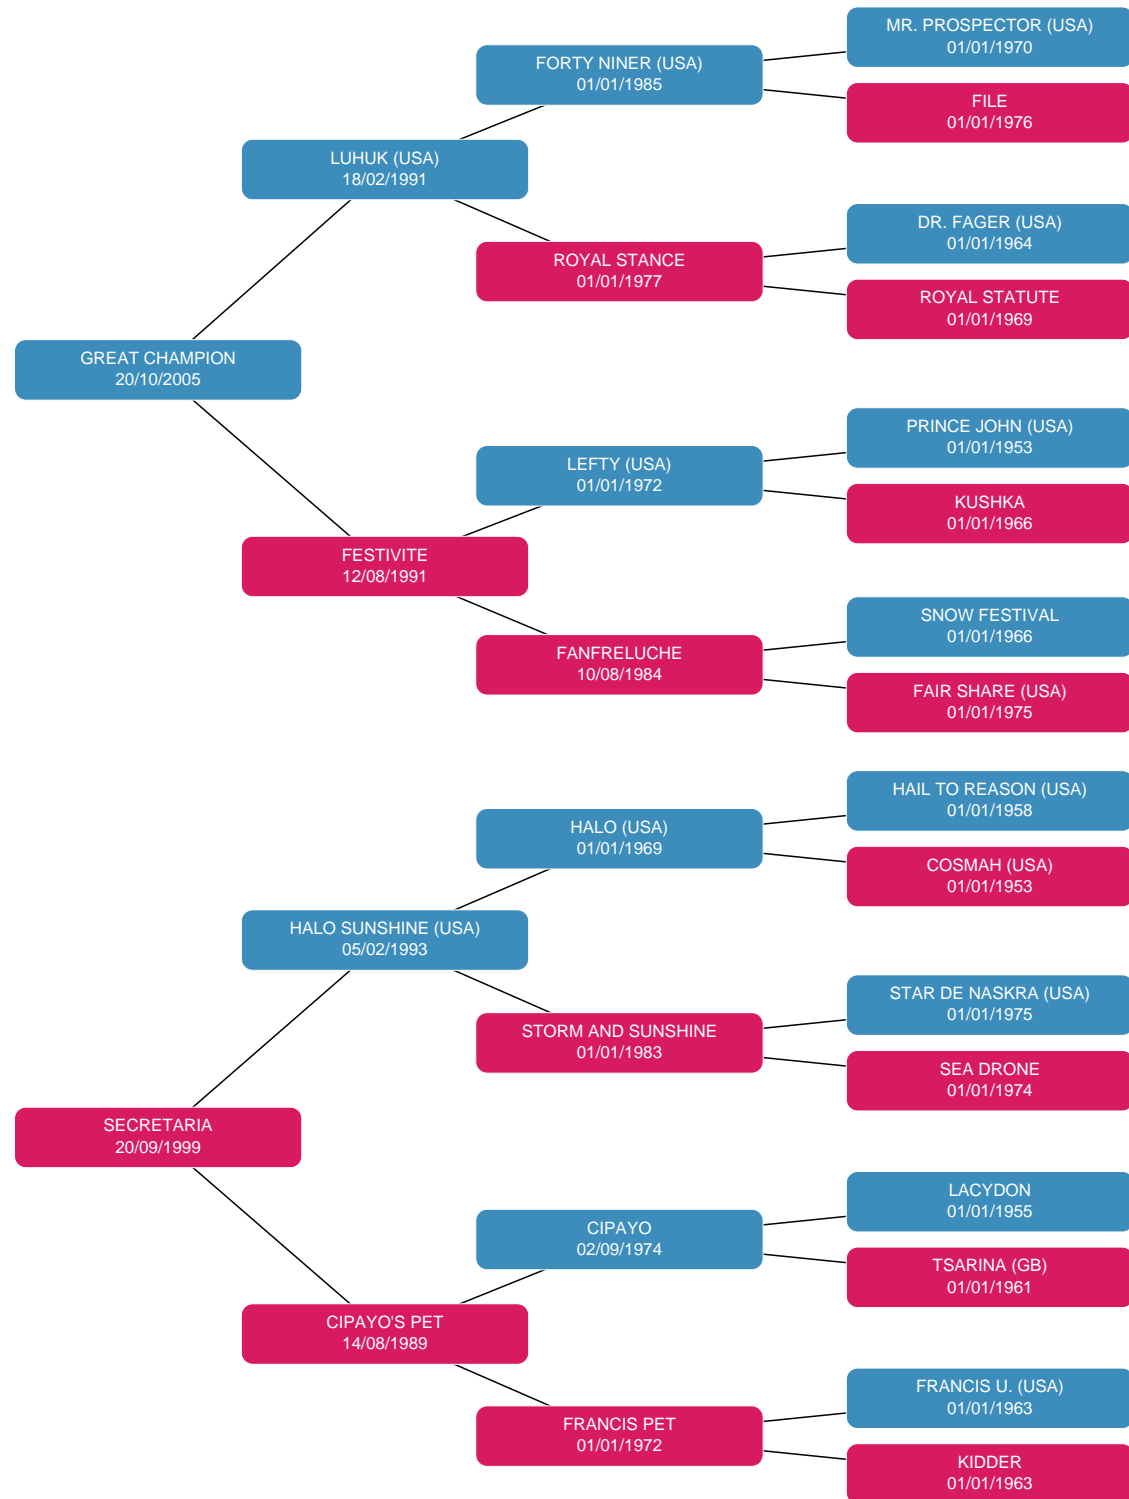 MR. PROSPECTOR (USA)
01/01/1970
FORTY NINER (USA)
01/01/1985
FILE
01/01/1976
LUHUK (USA)
18/02/1991
DR. FAGER (USA)
01/01/1964
ROYAL STANCE
01/01/1977
ROYAL STATUTE
01/01/1969
GREAT CHAMPION
20/10/2005
PRINCE JOHN (USA)
01/01/1953
LEFTY (USA)
01/01/1972
KUSHKA
01/01/1966
FESTIVITE
12/08/1991
SNOW FESTIVAL
01/01/1966
FANFRELUCHE
10/08/1984
FAIR SHARE (USA)
01/01/1975
HAIL TO REASON (USA)
01/01/1958
HALO (USA)
01/01/1969
COSMAH (USA)
01/01/1953
HALO SUNSHINE (USA)
05/02/1993
STAR DE NASKRA (USA)
01/01/1975
STORM AND SUNSHINE
01/01/1983
SEA DRONE
01/01/1974
SECRETARIA
20/09/1999
LACYDON
01/01/1955
CIPAYO
02/09/1974
TSARINA (GB)
01/01/1961
CIPAYO'S PET
14/08/1989
FRANCIS U. (USA)
01/01/1963
FRANCIS PET
01/01/1972
KIDDER
01/01/1963